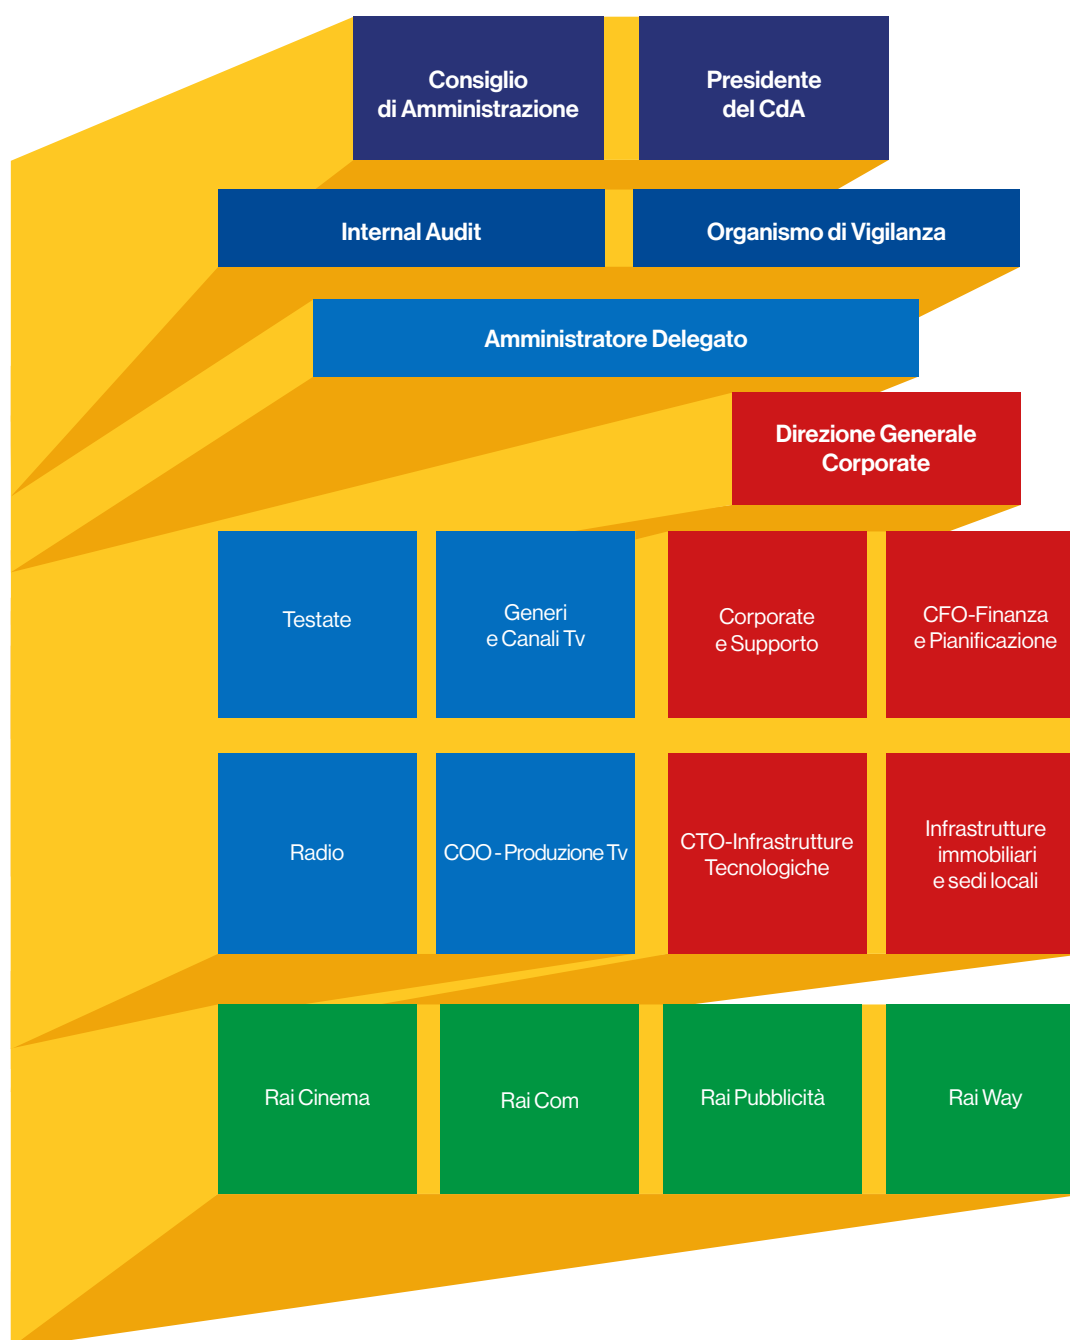 Consiglio
di Amministrazione
Presidente
del CdA
Internal Audit
Organismo di Vigilanza
Amministratore Delegato
Direzione Generale
Corporate
Testate
Generi
e Canali Tv
Corporate
e Supporto
CFO-Finanza
e Pianificazione
Radio
COO - Produzione Tv
CTO-Infrastrutture
Tecnologiche
Infrastrutture
immobiliari
e sedi locali
Rai Cinema
Rai Com
Rai Pubblicità
Rai Way